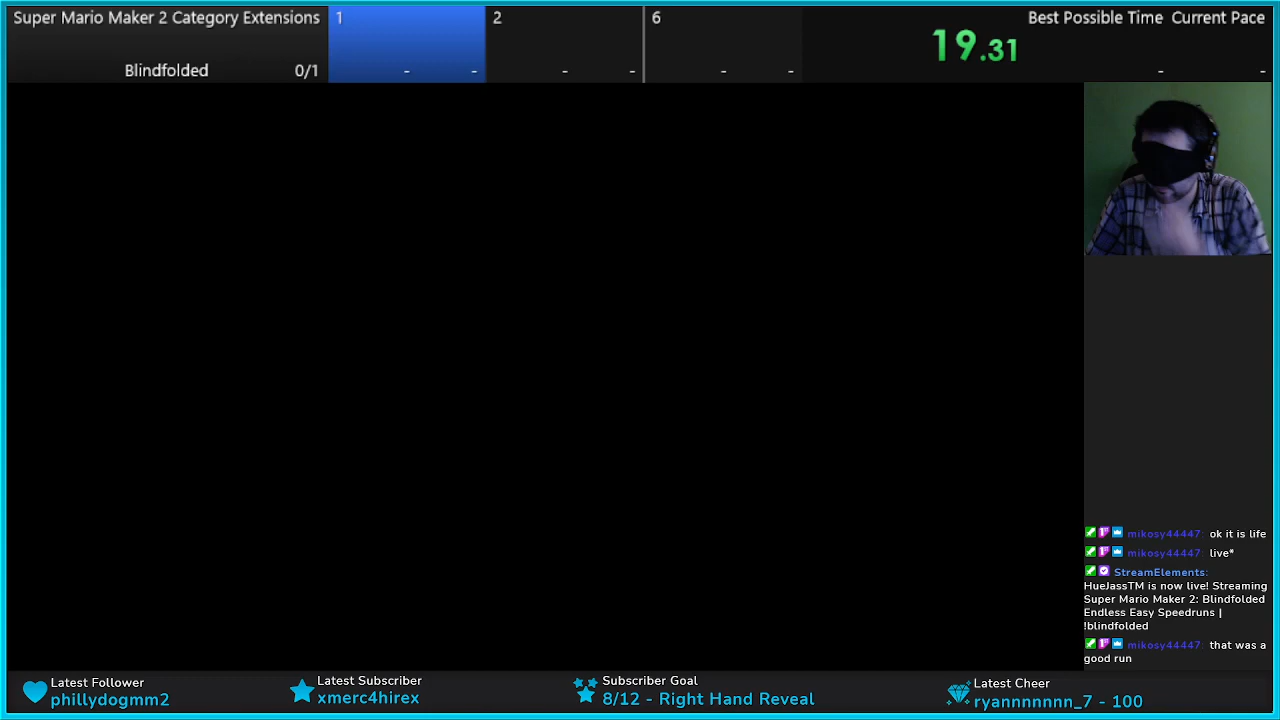 Super Mario Maker 2 Category Extensions
Blindfolded 0/1
1
- -
2
- -
6
- -
19.31
Best Possible Time Current Pace
- -
mikosy44447: ok it is life
mikosy44447: live*
StreamElements:
HueJassTM is now live! Streaming
Super Mario Maker 2: Blindfolded
Endless Easy Speedruns |
!blindfolded
mikosy44447: that was a
good run
Latest Follower
phillydogmm2
Latest Subscriber
xmerc4hirex
Subscriber Goal
8/12 - Right Hand Reveal
Latest Cheer
ryannnnnnn_7 - 100